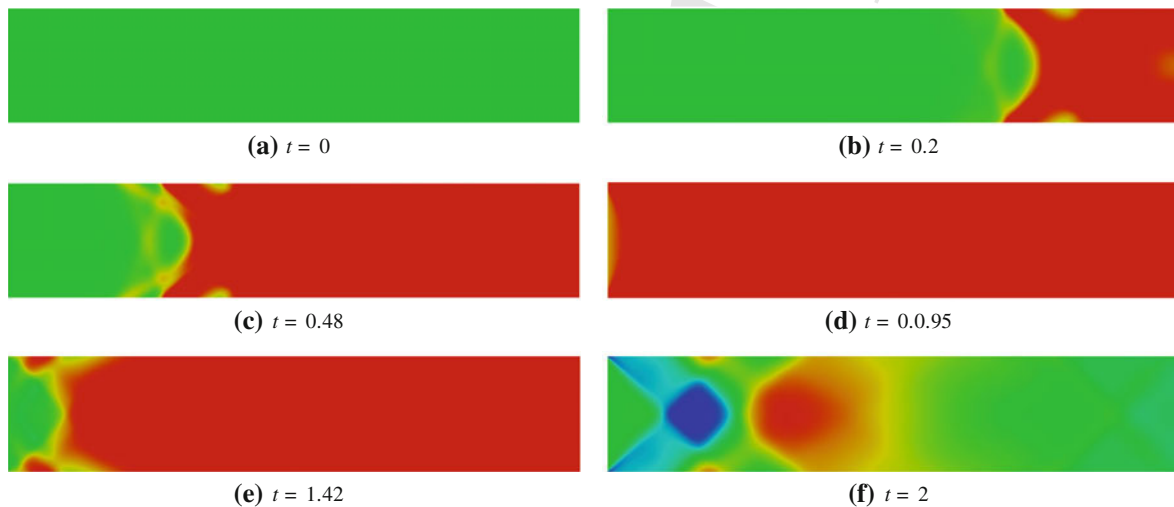 (a) t = 0
(b) t = 0.2
(c) t = 0.48
(d) t = 0.0.95
(e) t = 1.42
(f) t = 2